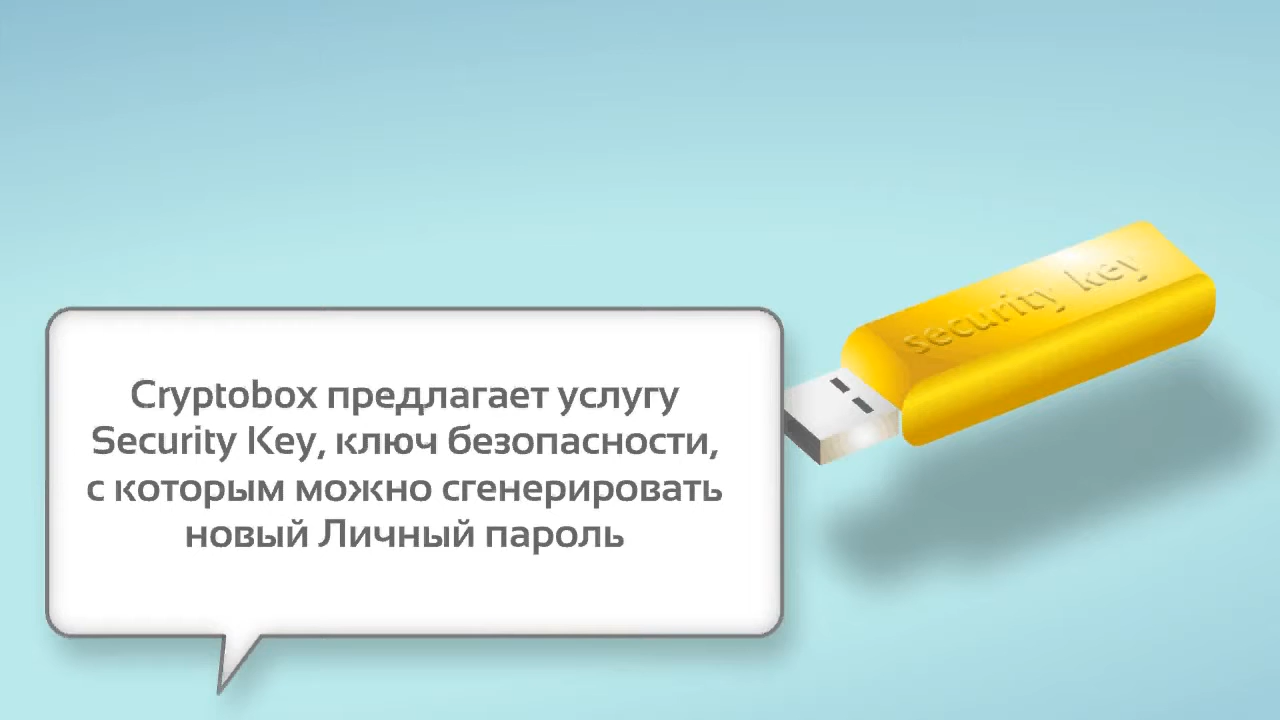 Cryptobox предлагает услугу
Security Key, ключ безопасности,
с которым можно сгенерировать
новый Личный пароль
security key